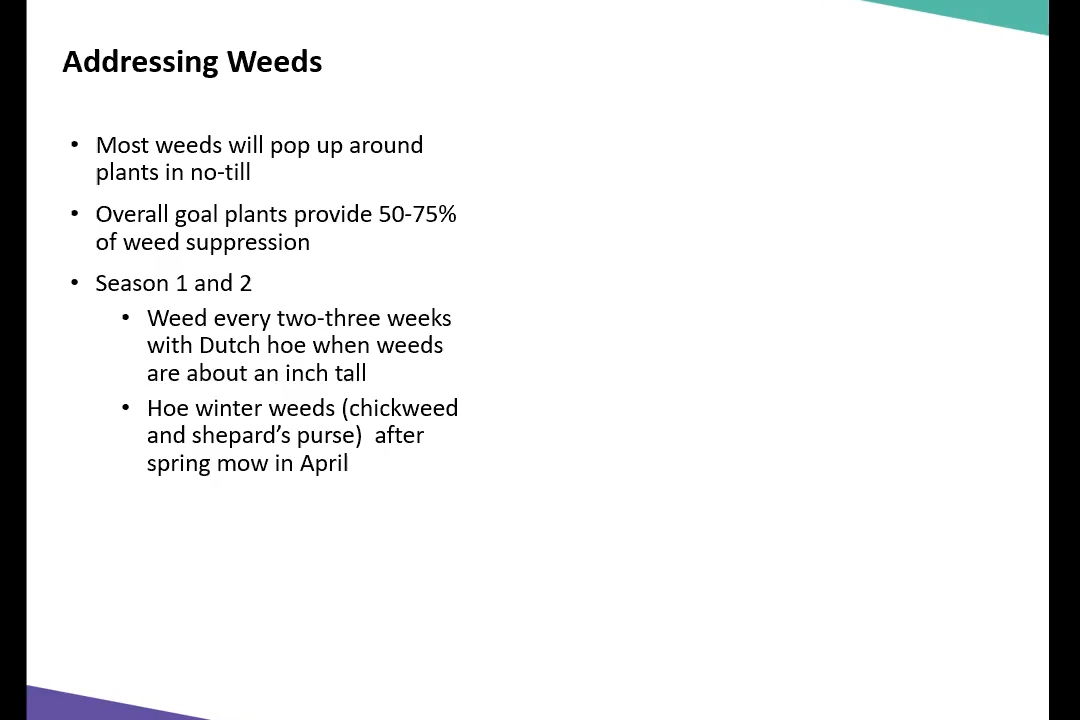 Addressing Weeds
• Most weeds will pop up around
plants in no-till
• Overall goal plants provide 50-75%
of weed suppression
• Season 1 and 2
• Weed every two-three weeks
with Dutch hoe when weeds
are about an inch tall
• Hoe winter weeds (chickweed
and shepard’s purse)  after
spring mow in April